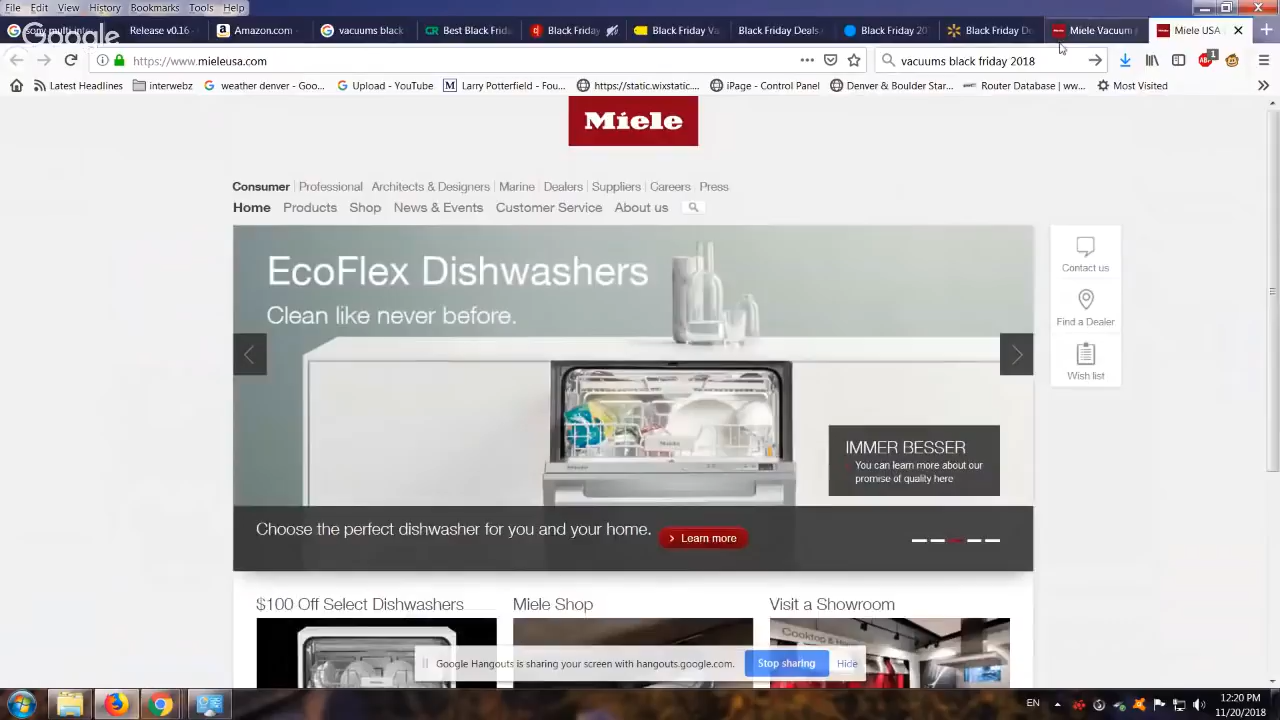 File Edit View History Bookmarks Tools Help
Google
sony multi inte
Release v0.16
Amazon.com
vacuums black
Best Black Frid
Black Friday
Black Friday Va
Black Friday Deals
Black Friday 20
Black Friday De
Miele Vacuum
Miele USA
https://www.mieleusa.com
vacuums black friday 2018
1
Latest Headlines
interwebz
weather denver - Goo...
Upload - YouTube
Larry Potterfield - Fou...
https://static.wixstatic...
iPage - Control Panel
Denver & Boulder Star...
Router Database | ww...
Most Visited
Miele
Consumer | Professional | Architects & Designers | Marine | Dealers | Suppliers | Careers | Press
Home Products Shop News & Events Customer Service About us
EcoFlex Dishwashers
Clean like never before.
Contact us
Find a Dealer
Wish list
Miele
IMMER BESSER
You can learn more about our
promise of quality here
Choose the perfect dishwasher for you and your home.
Learn more
$100 Off Select Dishwashers
Miele Shop
Visit a Showroom
Cooktop & H
Google Hangouts is sharing your screen with hangouts.google.com.
Stop sharing
Hide
EN
12:20 PM
11/20/2018